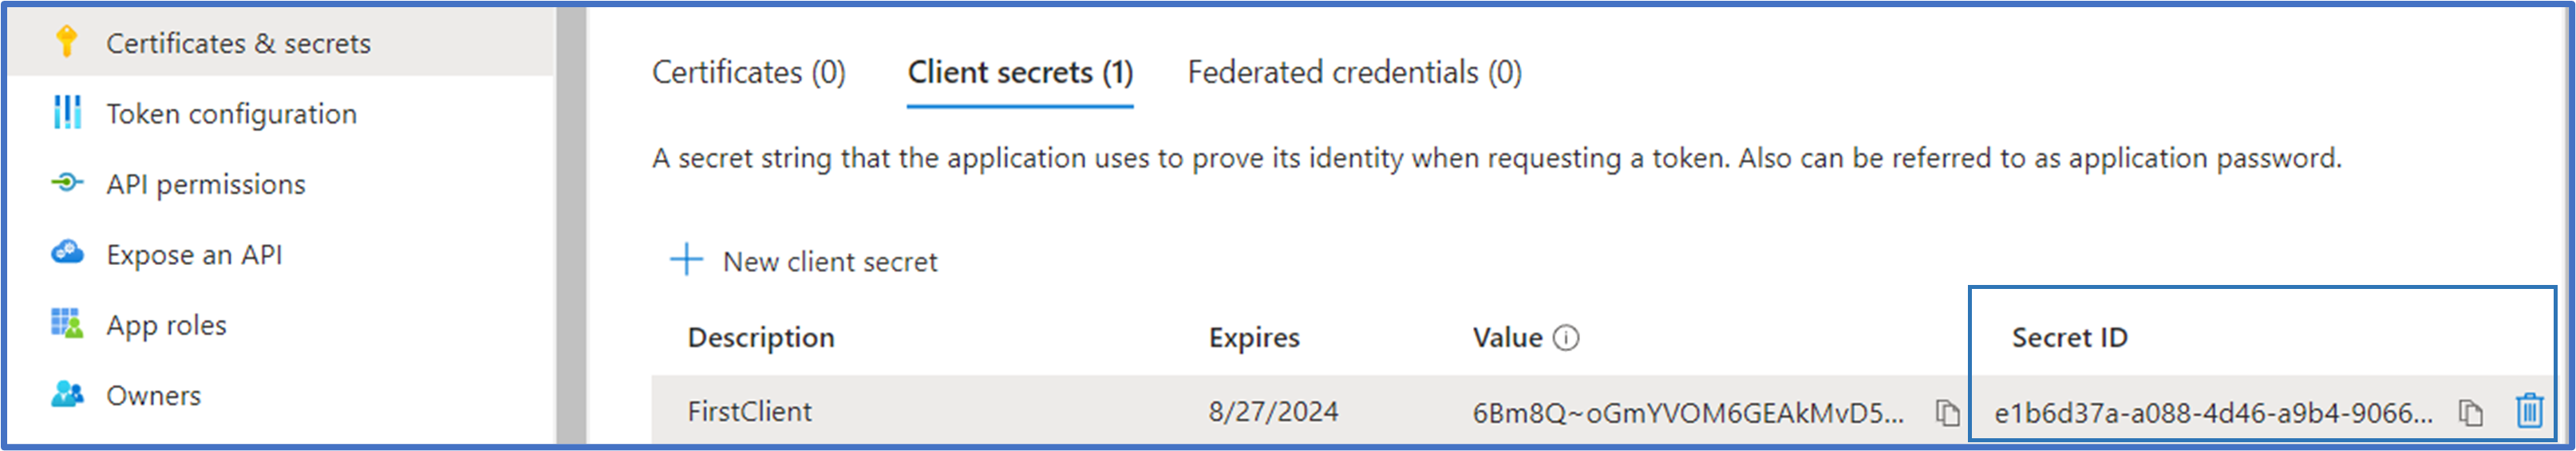 Certificates & secrets
Token configuration
API permissions
Expose an API
App roles
Owners
Certificates (0) Client secrets (1) Federated credentials (0)
A secret string that the application uses to prove its identity when requesting a token. Also can be referred to as application password.
New client secret
Description Expires Value Secret ID
FirstClient 8/27/2024 6Bm8Q~oGmYVOM6GEAkMvD5... e1b6d37a-a088-4d46-a9b4-9066...